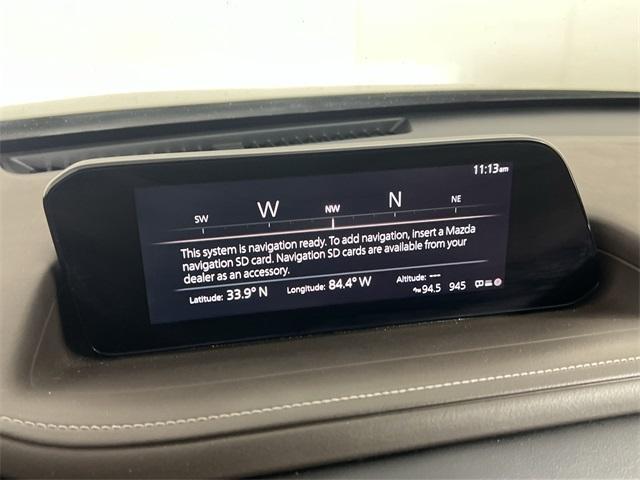 11:13am
SW W NW N NE
This system is navigation ready. To add navigation, insert a Mazda
navigation SD card. Navigation SD cards are available from your
dealer as an accessory.
Latitude: 33.9° N Longitude: 84.4° W Altitude: ---
94.5 945